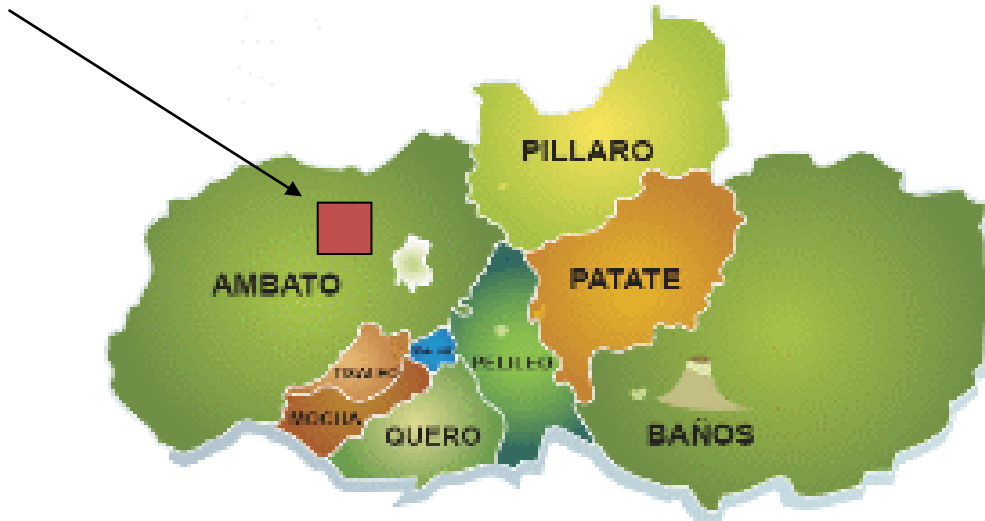 PILLARO
PATATE
AMBATO
PELILEO
MOCHA
QUERO
BAÑOS